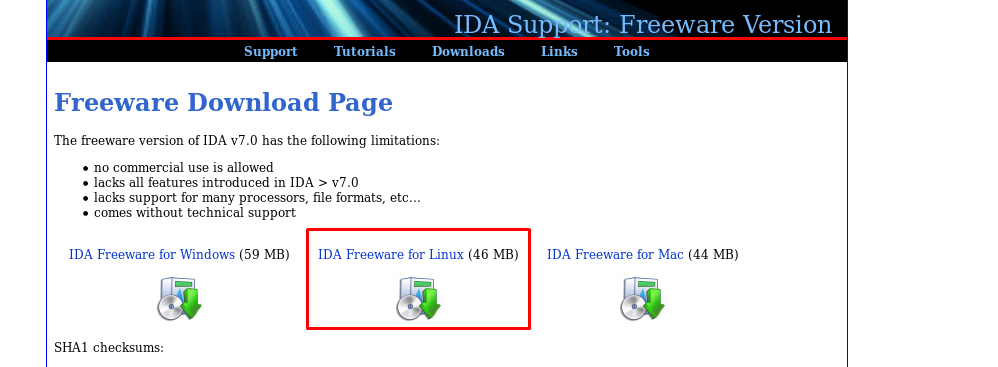 IDA Support: Freeware Version
Support Tutorials Downloads Links Tools
Freeware Download Page
The freeware version of IDA v7.0 has the following limitations:
• no commercial use is allowed
• lacks all features introduced in IDA > v7.0
• lacks support for many processors, file formats, etc...
• comes without technical support
IDA Freeware for Windows (59 MB) IDA Freeware for Linux (46 MB) IDA Freeware for Mac (44 MB)
SHA1 checksums: